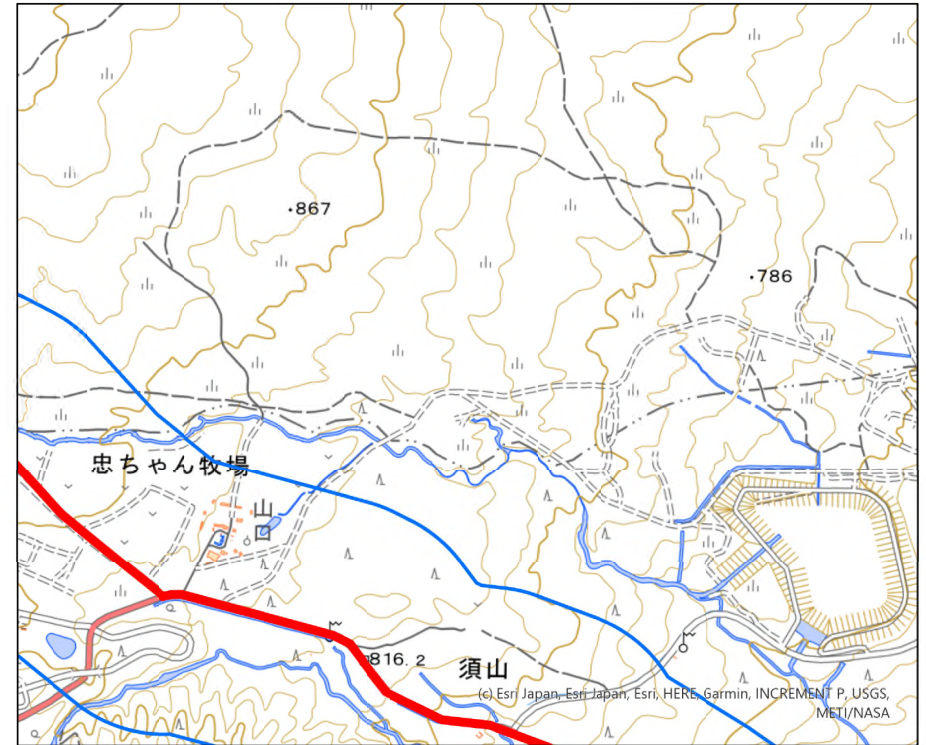 ・867
・786
忠ちゃん牧場
山口
816.2
須山
(c) Esri Japan, Esri Japan, Esri, HERE, Garmin, INCREMENT P, USGS,
METI/NASA